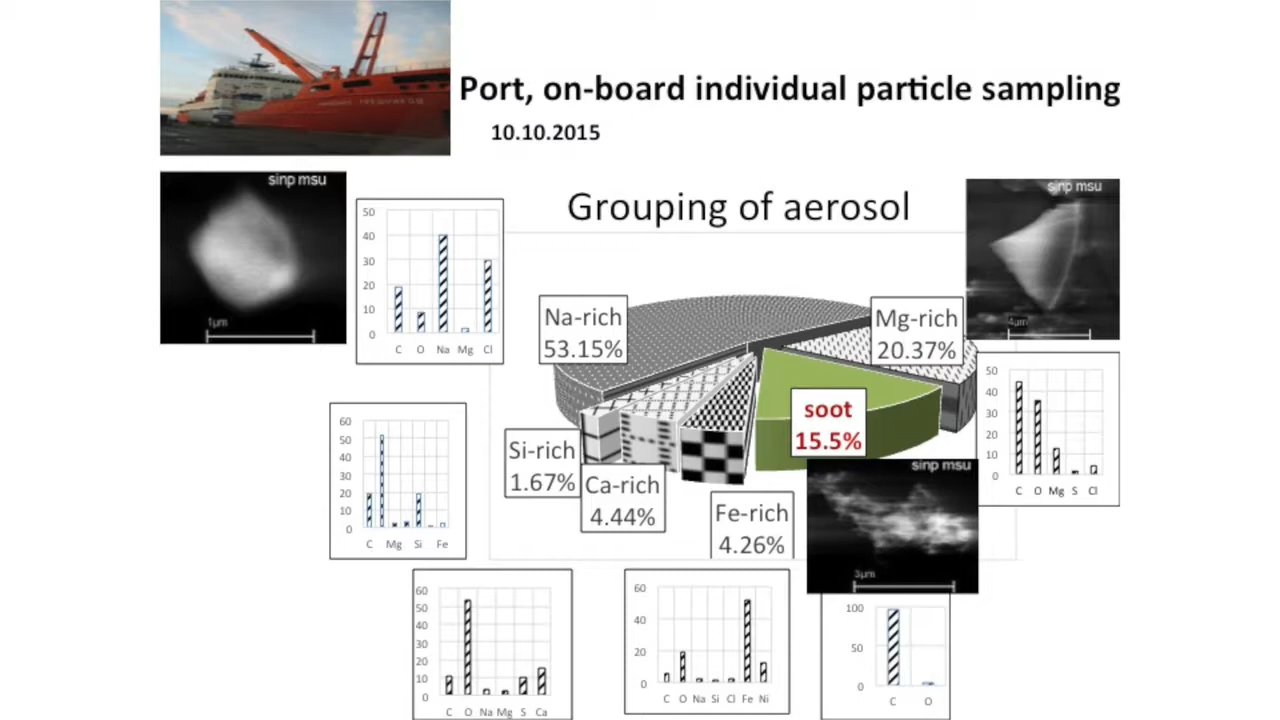 Port, on-board individual particle sampling
10.10.2015
sinp msu
1µm
50
40
30
20
10
0
C O Na Mg Cl
Grouping of aerosol
Na-rich
53.15%
Mg-rich
20.37%
soot
15.5%
Si-rich
1.67%
Ca-rich
4.44%
Fe-rich
4.26%
sinp msu
4µm
50
40
30
20
10
0
C O Mg S Cl
60
50
40
30
20
10
0
C Mg Si Fe
sinp msu
3µm
60
50
40
30
20
10
0
C O Na Mg S Ca
60
40
20
0
C O Na Si Cl Fe Ni
100
50
0
C O